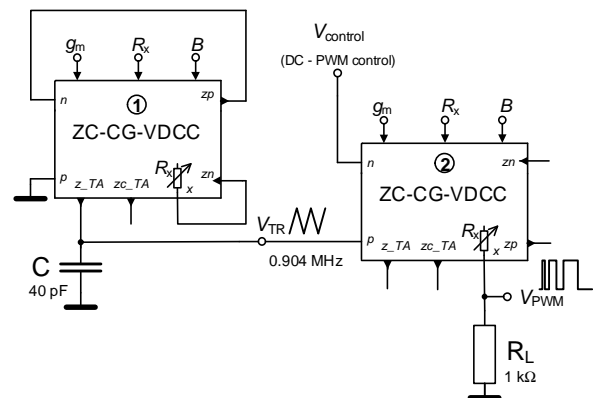 gm Rx B
n zp
1
ZC-CG-VDCC
p z_TA zc_TA Rx x zn
C
40 pF
VTR
0.904 MHz
Vcontrol
(DC - PWM control)
gm Rx B
n zn
2
ZC-CG-VDCC
p z_TA zc_TA Rx x zp
VPWM
RL
1 kΩ